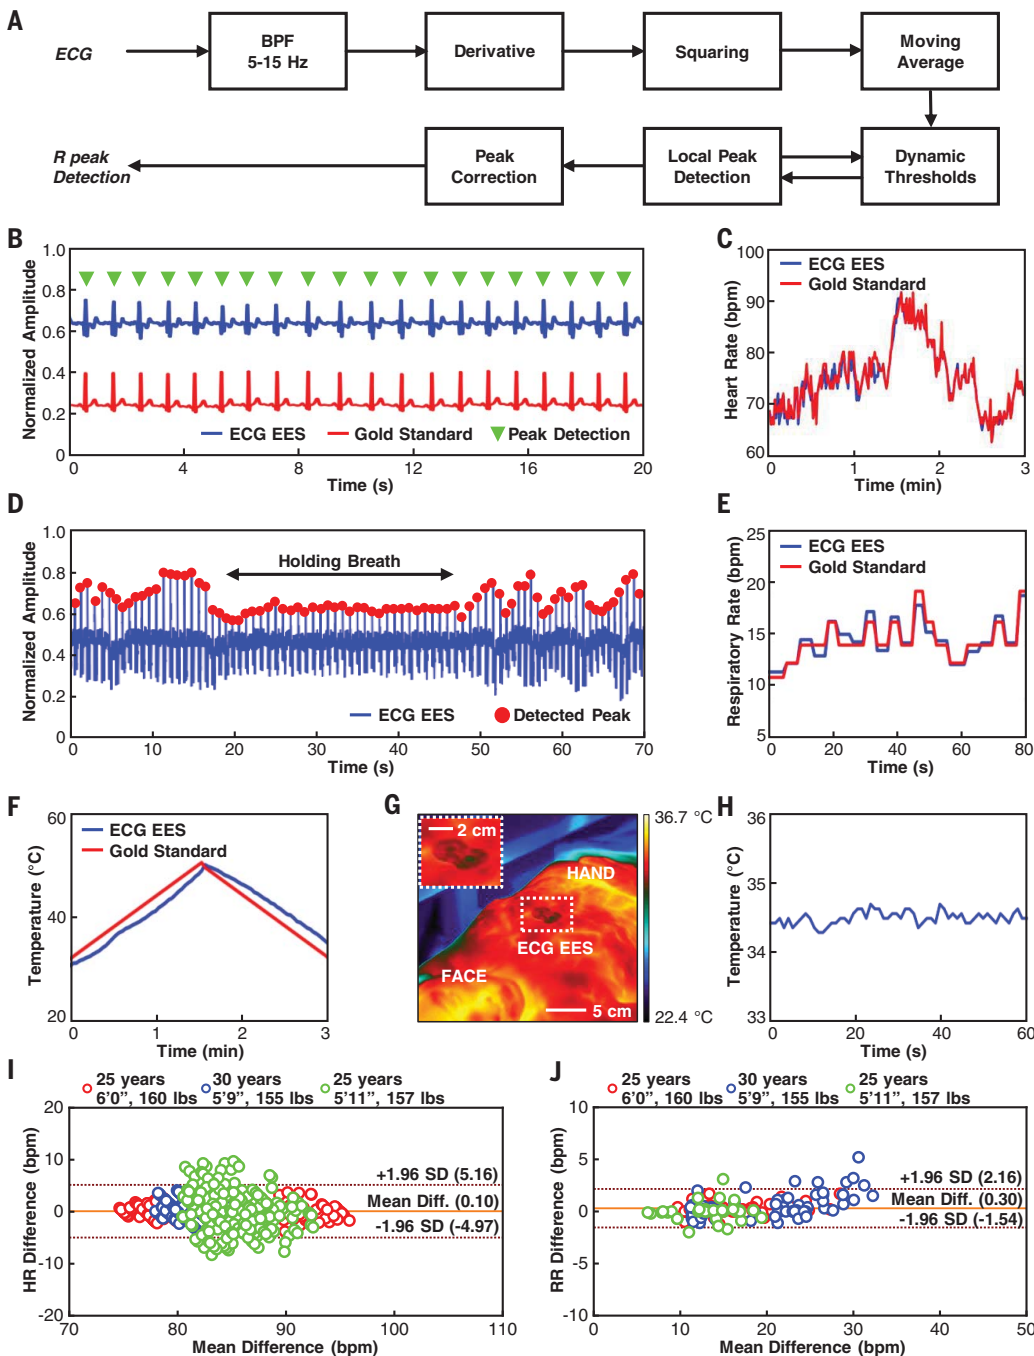 A
ECG
BPF
5-15 Hz
Derivative
Squaring
Moving
Average
R peak
Detection
Peak
Correction
Local Peak
Detection
Dynamic
Thresholds
B
Normalized Amplitude
1.0
0.8
0.6
0.4
0.2
0
ECG EES
Gold Standard
Peak Detection
0 4 8 12 16 20
Time (s)
C
Heart Rate (bpm)
100
90
80
70
60
ECG EES
Gold Standard
0 1 2 3
Time (min)
D
Normalized Amplitude
1.0
0.8
0.6
0.4
0.2
0
Holding Breath
ECG EES
Detected Peak
0 10 20 30 40 50 60 70
Time (s)
E
Respiratory Rate (bpm)
25
20
15
10
5
ECG EES
Gold Standard
0 20 40 60 80
Time (s)
F
Temperature (°C)
60
40
20
ECG EES
Gold Standard
0 1 2 3
Time (min)
G
2 cm
HAND
ECG EES
FACE
5 cm
36.7 °C
22.4 °C
H
Temperature (°C)
36
35
34
33
0 20 40 60
Time (s)
I
25 years
6'0”, 160 lbs
30 years
5'9”, 155 lbs
25 years
5'11”, 157 lbs
HR Difference (bpm)
20
10
0
-10
-20
+1.96 SD (5.16)
Mean Diff. (0.10)
-1.96 SD (-4.97)
70 80 90 100 110
Mean Difference (bpm)
J
25 years
6'0”, 160 lbs
30 years
5'9”, 155 lbs
25 years
5'11”, 157 lbs
RR Difference (bpm)
10
5
0
-5
-10
+1.96 SD (2.16)
Mean Diff. (0.30)
-1.96 SD (-1.54)
0 10 20 30 40 50
Mean Difference (bpm)